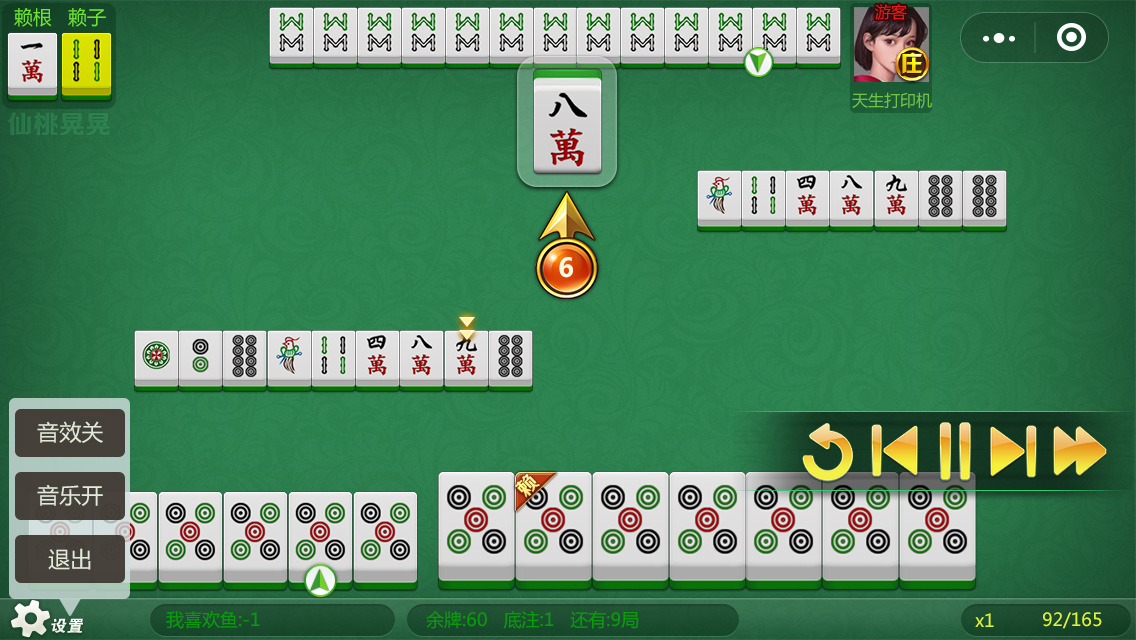 赖根 赖子
一萬
仙桃晃晃
游客
庄
天生打印机
八萬
6
四萬 八萬 九萬
四萬 八萬 九萬
音效关
音乐开
赖
退出
设置
我喜欢鱼:-1
余牌:60 底注:1 还有:9局
x1 92/165